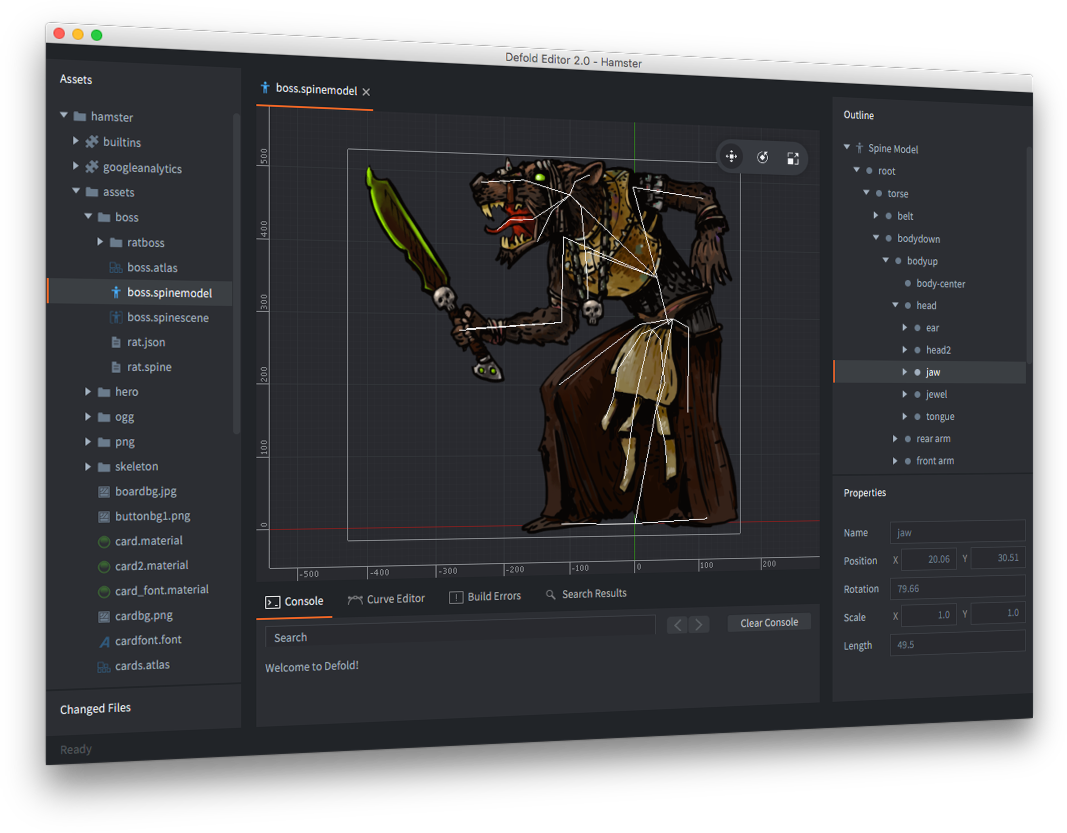 Defold Editor 2.0 - Hamster
Assets
hamster
builtins
googleanalytics
assets
boss
ratboss
boss.atlas
boss.spinemodel
boss.spinescene
rat.json
rat.spine
hero
ogg
png
skeleton
boardbg.jpg
buttonbg1.png
card.material
card2.material
card_font.material
cardbg.png
cardfont.font
cards.atlas
Changed Files
Ready
boss.spinemodel
500
400
300
200
100
0
-500
-400
-300
-200
-100
0
100
200
Console
Curve Editor
Build Errors
Search Results
Search
Clear Console
Welcome to Defold!
Outline
Spine Model
root
torse
belt
bodydown
bodyup
body-center
head
ear
head2
jaw
jewel
tongue
rear arm
front arm
Properties
Name jaw
Position X 20.06 Y 30.51
Rotation 79.66
Scale X 1.0 Y 1.0
Length 49.5